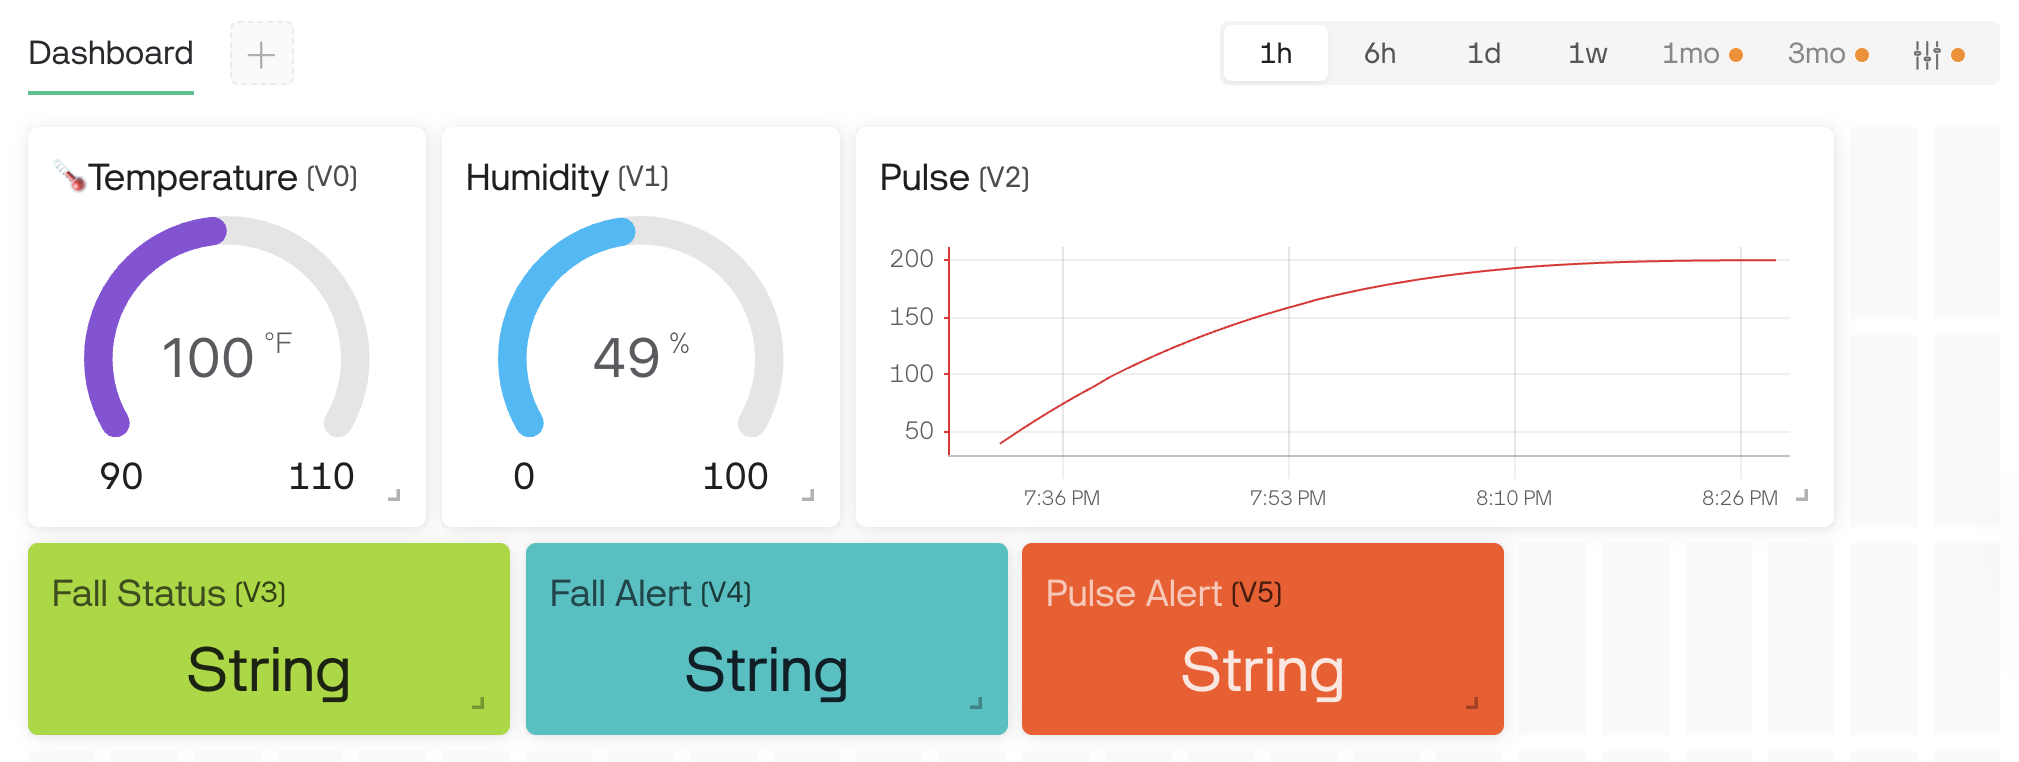 Dashboard
1h 6h 1d 1w 1mo 3mo
Temperature (V0)
100 °F
90 110
Humidity (V1)
49 %
0 100
Pulse (V2)
200
150
100
50
7:36 PM 7:53 PM 8:10 PM 8:26 PM
Fall Status (V3)
String
Fall Alert (V4)
String
Pulse Alert (V5)
String